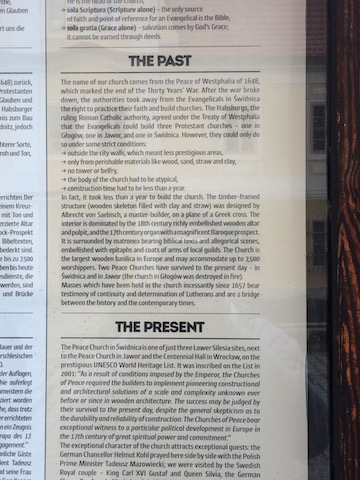 He is the head of the Church,
→ sola Scriptura (Scripture alone) – the only source
of faith and point of reference for an Evangelical is the Bible,
→ sola gratia (Grace alone) – salvation comes by God's Grace;
it cannot be earned through deeds.
THE PAST
The name of our church comes from the Peace of Westphalia of 1648,
which marked the end of the Thirty Years' War. After the war broke
down, the authorities took away from the Evangelicals in Świdnica
the right to practice their faith and build churches. The Habsburgs, the
ruling Roman Catholic authority, agreed under the Treaty of Westphalia
that the Evangelicals could build three Protestant churches – one in
Głogów, one in Jawor, and one in Świdnica. However, they could only do
so under some strict conditions:
→ outside the city walls, which meant less prestigious areas,
→ only from perishable materials like wood, sand, straw and clay,
→ no tower or belfry,
→ the body of the church had to be atypical,
→ construction time had to be less than a year.
In fact, it took less than a year to build the church. The timber-framed
structure (wooden skeleton filled with clay and straw) was designed by
Albrecht von Saebisch, a master-builder, on a plan of a Greek cross. The
interior is dominated by the 18th century richly embellished wooden altar
and pulpit, and the 17th century organ with a magnificent Baroque prospect.
It is surrounded by matronea bearing biblical texts and allegorical scenes,
embellished with epitaphs and coats of arms of local guilds. The Church is
the largest wooden basilica in Europe and may accommodate up to 7,500
worshippers. Two Peace Churches have survived to the present day – in
Świdnica and in Jawor (the church in Głogów was destroyed in fire).
Masses which have been held in the church incessantly since 1657 bear
testimony of continuity and determination of Lutherans and are a bridge
between the history and the contemporary times.
THE PRESENT
The Peace Church in Świdnica is one of just three Lower Silesia sites, next
to the Peace Church in Jawor and the Centennial Hall in Wrocław, on the
prestigious UNESCO World Heritage List. It was inscribed on the List in
2001: "As a result of conditions imposed by the Emperor, the Churches
of Peace required the builders to implement pioneering constructional
and architectural solutions of a scale and complexity unknown ever
before or since in wooden architecture. The success may be judged by
their survival to the present day, despite the general skepticism as to
the durability and reliability of construction. The Churches of Peace bear
exceptional witness to a particular political development in Europe in
the 17th century of great spiritual power and commitment."
The exceptional character of the church attracts exceptional guests: the
German Chancellor Helmut Kohl prayed here side by side with the Polish
Prime Minister Tadeusz Mazowiecki; we were visited by the Swedish
Royal couple – King Carl XVI Gustaf and Queen Silvia, the German